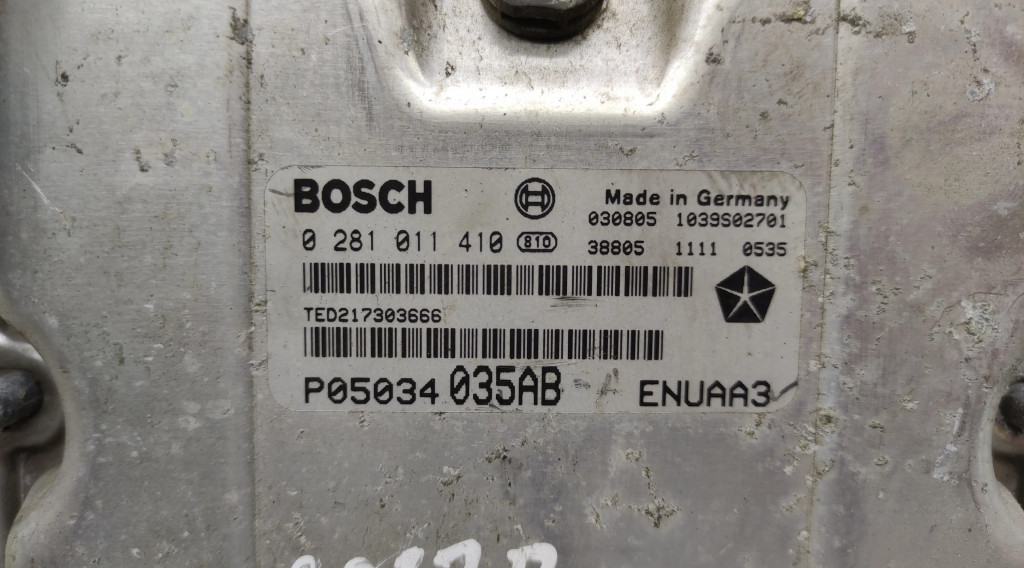 BOSCH
Made in Germany
030805 1039S02701
0 281 011 410 810
38805 1111 0535
TED217303666
P05034 035AB ENUAA3